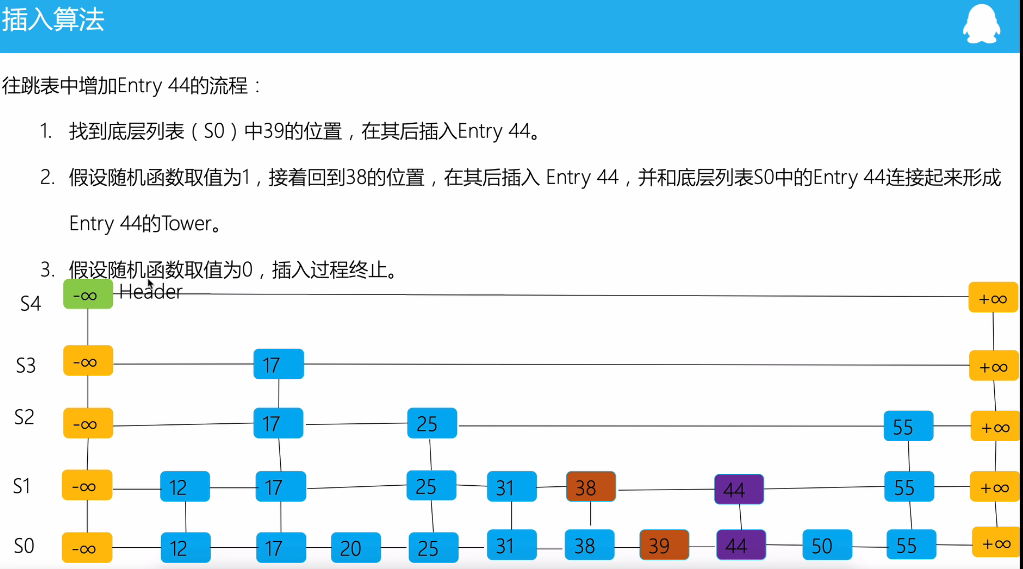 插入算法
往跳表中增加Entry 44的流程：
1. 找到底层列表（S0）中39的位置，在其后插入Entry 44。
2. 假设随机函数取值为1，接着回到38的位置，在其后插入 Entry 44，并和底层列表S0中的Entry 44连接起来形成
Entry 44的Tower。
3. 假设随机函数取值为0，插入过程终止。
S4 -∞ Header +∞
S3 -∞ 17 +∞
S2 -∞ 17 25 55 +∞
S1 -∞ 12 17 25 31 38 44 55 +∞
S0 -∞ 12 17 20 25 31 38 39 44 50 55 +∞